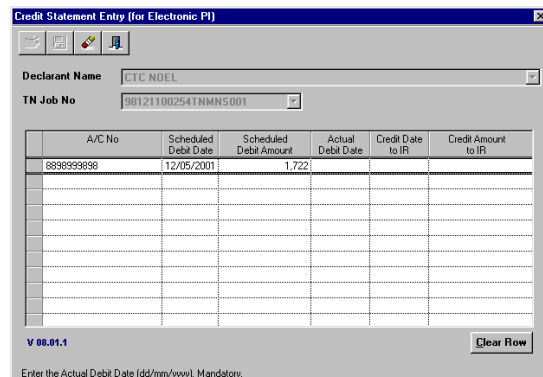 Credit Statement Entry (for Electronic PI)
Declarant Name CTC NOEL
TN Job No 98121100254TNMNS001
A/C No Scheduled Debit Date Scheduled Debit Amount Actual Debit Date Credit Date to IR Credit Amount to IR
8898999898 12/05/2001 1,722
V 08.01.1 Clear Row
Enter the Actual Debit Date (dd/mm/yyyy). Mandatory.